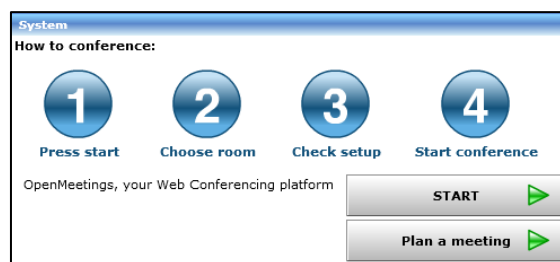 System
How to conference:
1 2 3 4
Press start Choose room Check setup Start conference
OpenMeetings, your Web Conferencing platform
START
Plan a meeting